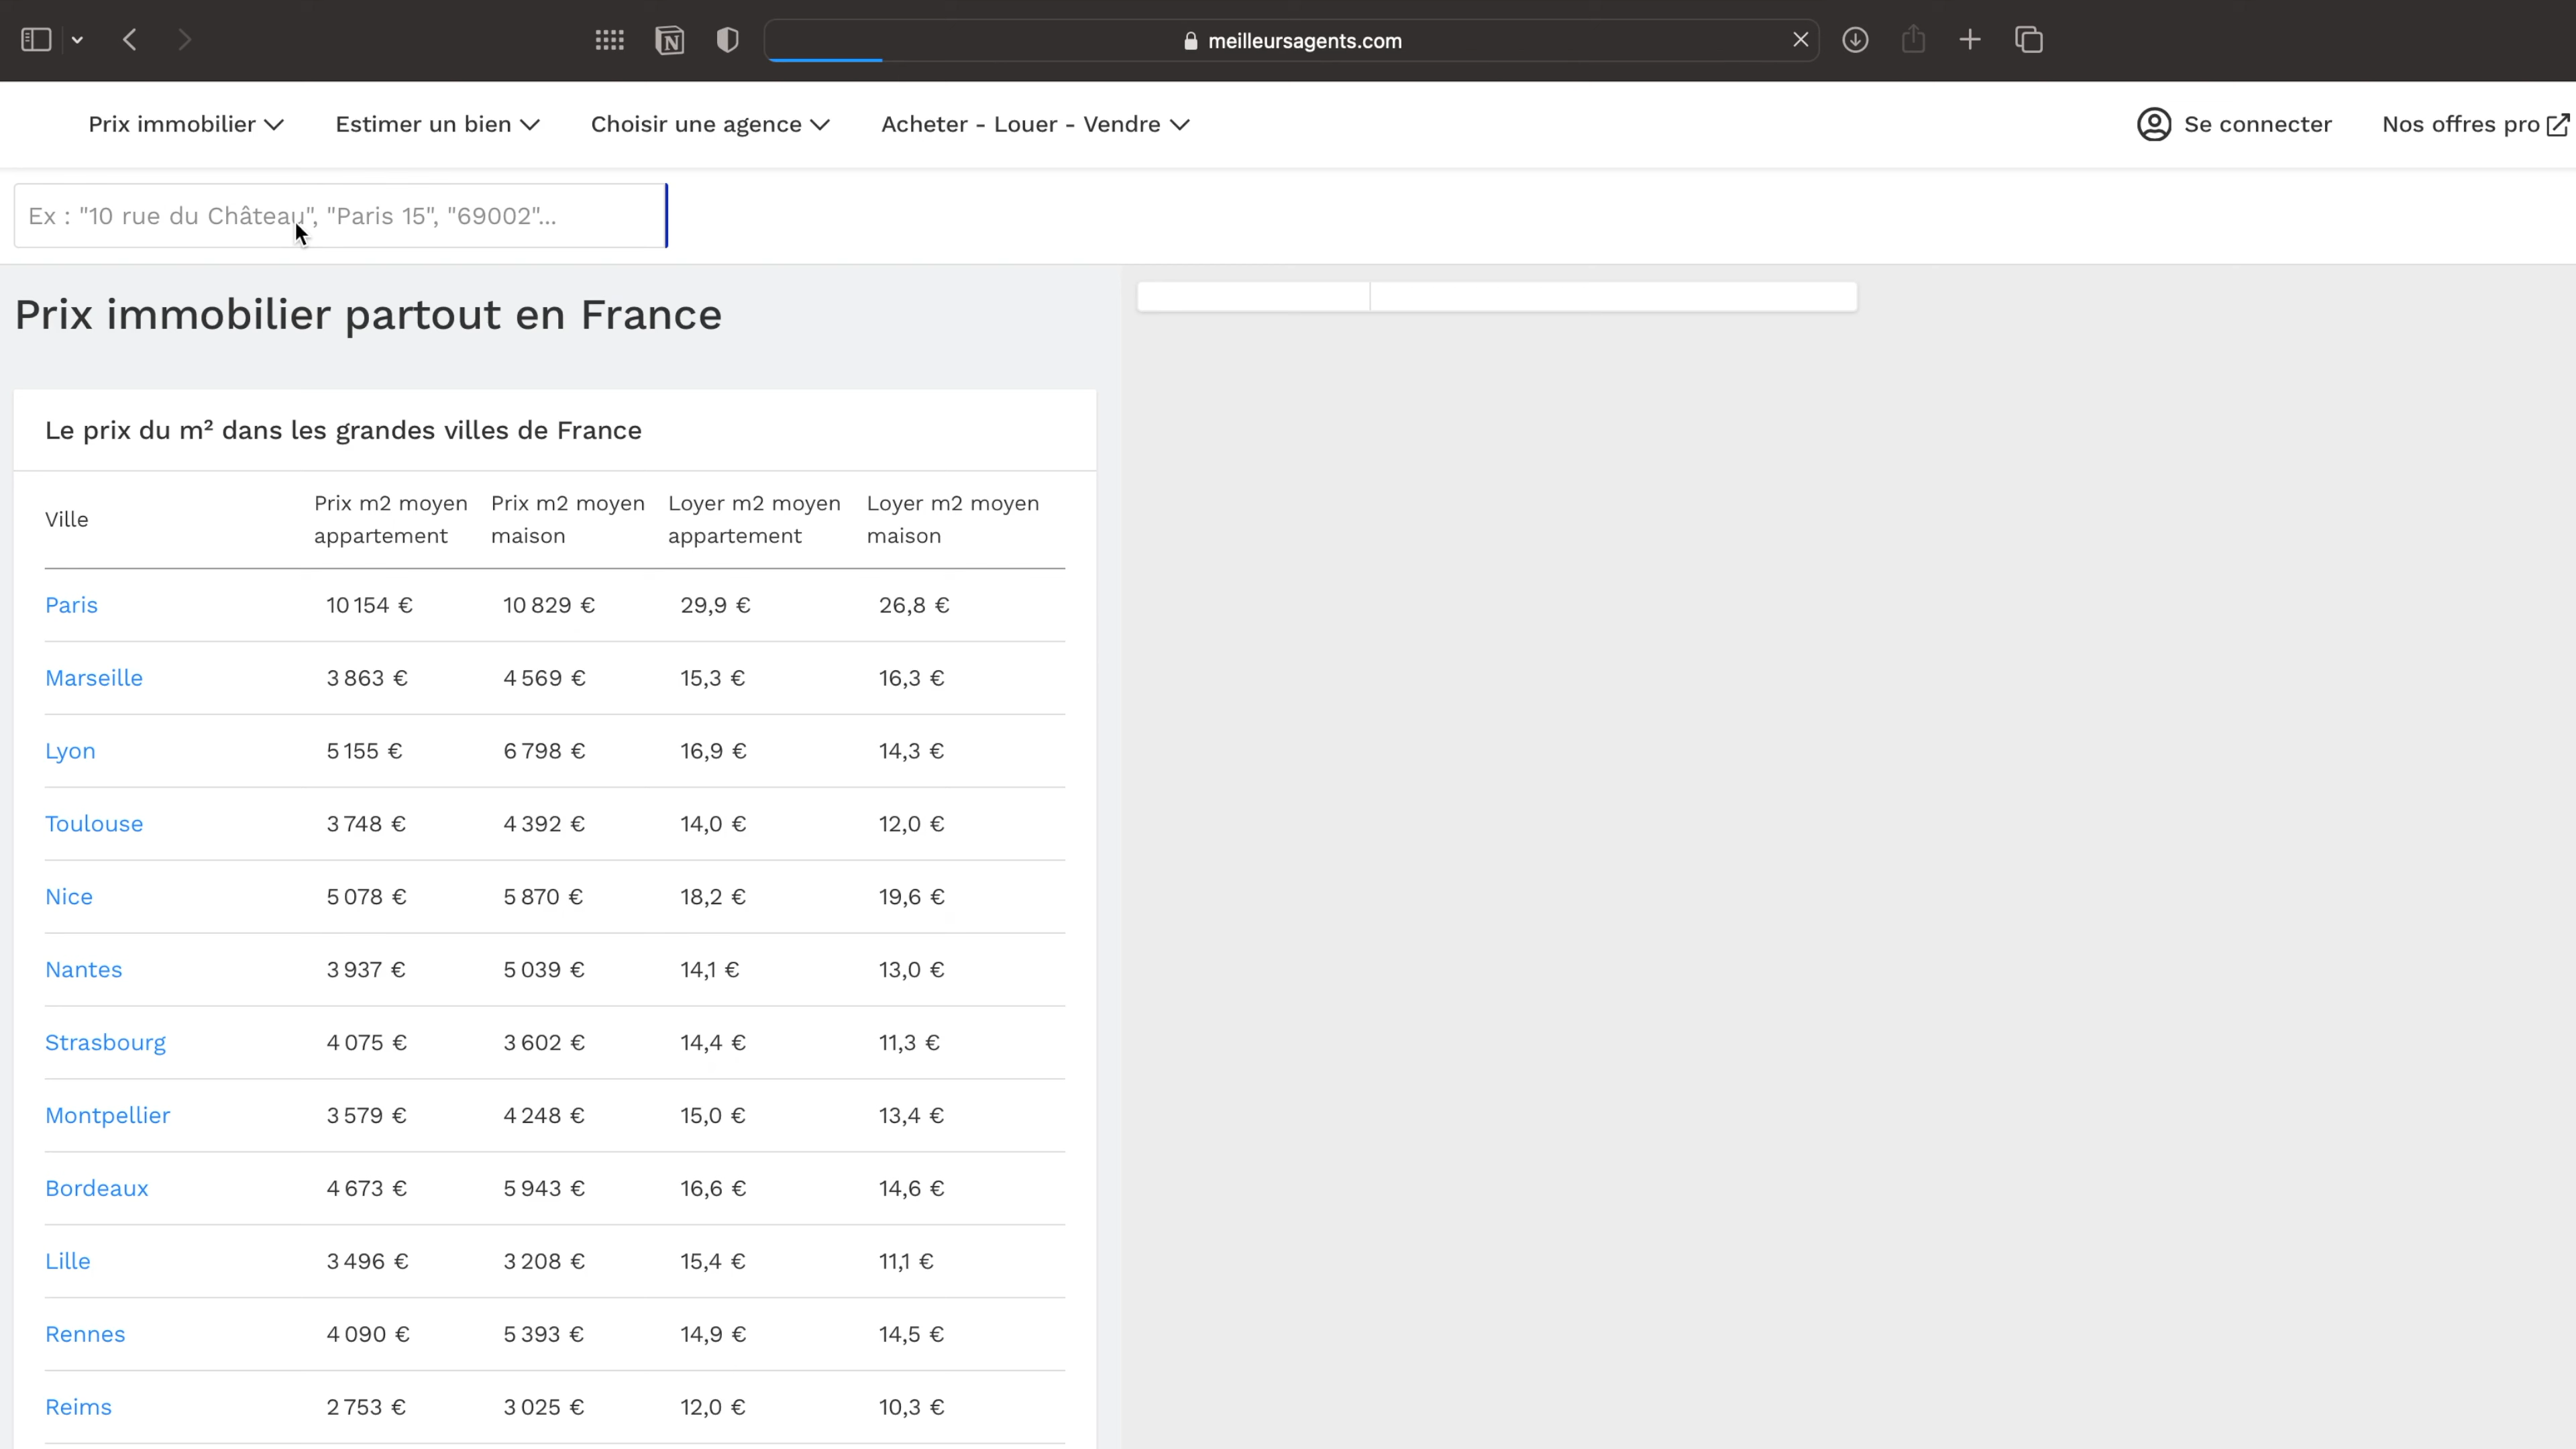 meilleursagents.com
Prix immobilier Estimer un bien Choisir une agence Acheter - Louer - Vendre Se connecter Nos offres pro
Ex : "10 rue du Château", "Paris 15", "69002"...
Prix immobilier partout en France
Le prix du m² dans les grandes villes de France
Ville Prix m2 moyen appartement Prix m2 moyen maison Loyer m2 moyen appartement Loyer m2 moyen maison
Paris 10 154 € 10 829 € 29,9 € 26,8 €
Marseille 3 863 € 4 569 € 15,3 € 16,3 €
Lyon 5 155 € 6 798 € 16,9 € 14,3 €
Toulouse 3 748 € 4 392 € 14,0 € 12,0 €
Nice 5 078 € 5 870 € 18,2 € 19,6 €
Nantes 3 937 € 5 039 € 14,1 € 13,0 €
Strasbourg 4 075 € 3 602 € 14,4 € 11,3 €
Montpellier 3 579 € 4 248 € 15,0 € 13,4 €
Bordeaux 4 673 € 5 943 € 16,6 € 14,6 €
Lille 3 496 € 3 208 € 15,4 € 11,1 €
Rennes 4 090 € 5 393 € 14,9 € 14,5 €
Reims 2 753 € 3 025 € 12,0 € 10,3 €